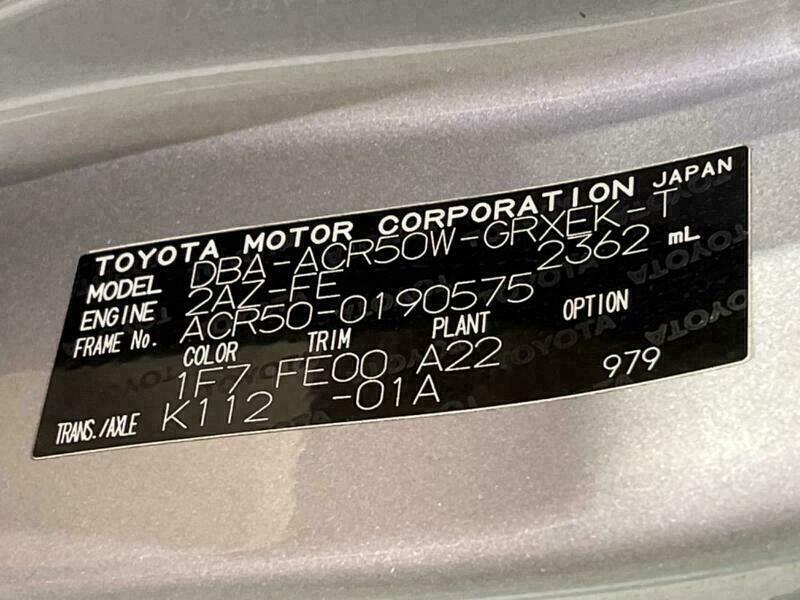 TOYOTA MOTOR CORPORATION JAPAN
MODEL DBA-ACR50W-GRXEK-T
ENGINE 2AZ-FE 2362 mL
FRAME No. ACR50-0190575
COLOR TRIM PLANT OPTION
1F7 FE00 A22 979
TRANS./AXLE K112 -01A